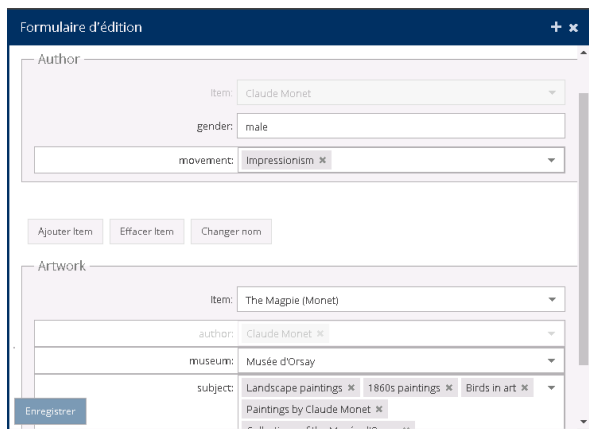 Formulaire d'édition
Author
Item: Claude Monet
gender: male
movement: Impressionism
Ajouter Item Effacer Item Changer nom
Artwork
Item: The Magpie (Monet)
author: Claude Monet
museum: Musée d'Orsay
subject: Landscape paintings 1860s paintings Birds in art
Enregistrer
Paintings by Claude Monet